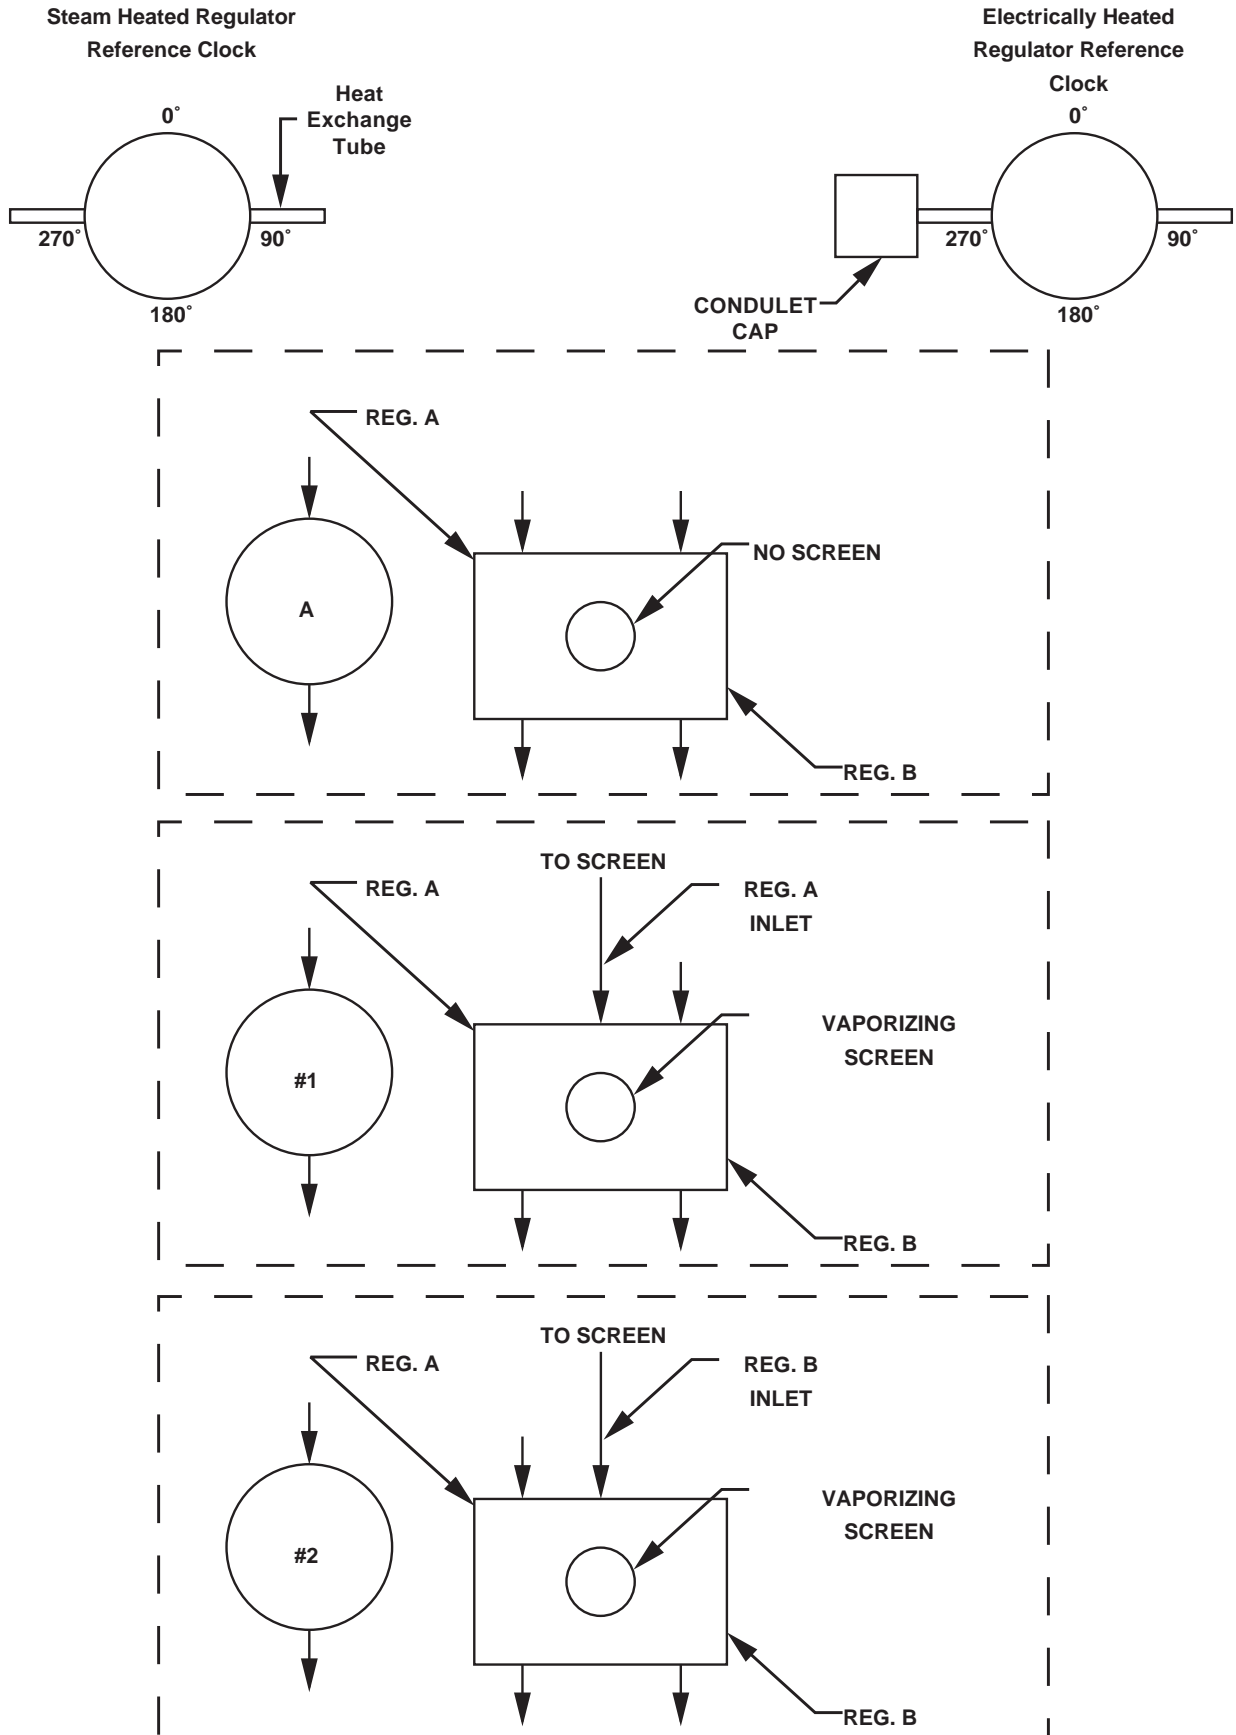 Steam Heated Regulator
Reference Clock
Electrically Heated
Regulator Reference
Clock
Heat
Exchange
Tube
0˚
270˚
90˚
180˚
0˚
270˚
90˚
180˚
CONDULET
CAP
REG. A
NO SCREEN
A
REG. B
TO SCREEN
REG. A
REG. A
INLET
VAPORIZING
SCREEN
#1
REG. B
TO SCREEN
REG. A
REG. B
INLET
VAPORIZING
SCREEN
#2
REG. B